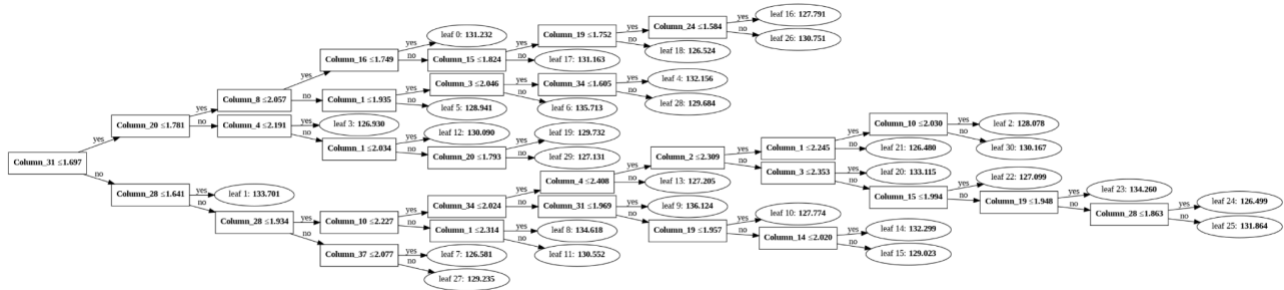 Column_31 ≤1.697
yes
no
Column_20 ≤1.781
yes
no
Column_8 ≤2.057
yes
no
Column_16 ≤1.749
yes
no
leaf 0: 131.232
Column_15 ≤1.824
yes
no
Column_19 ≤1.752
yes
no
Column_24 ≤1.584
yes
no
leaf 16: 127.791
leaf 26: 130.751
leaf 18: 126.524
leaf 17: 131.163
Column_1 ≤1.935
yes
no
Column_3 ≤2.046
yes
no
Column_34 ≤1.605
yes
no
leaf 4: 132.156
leaf 28: 129.684
leaf 6: 135.713
leaf 5: 128.941
Column_4 ≤2.191
yes
no
leaf 3: 126.930
Column_1 ≤2.034
yes
no
leaf 12: 130.090
Column_20 ≤1.793
yes
no
leaf 19: 129.732
leaf 29: 127.131
Column_28 ≤1.641
yes
no
leaf 1: 133.701
Column_28 ≤1.934
yes
no
Column_10 ≤2.227
yes
no
Column_34 ≤2.024
yes
no
Column_4 ≤2.408
yes
no
Column_2 ≤2.309
yes
no
Column_1 ≤2.245
yes
no
Column_10 ≤2.030
yes
no
leaf 2: 128.078
leaf 30: 130.167
leaf 21: 126.480
Column_3 ≤2.353
yes
no
leaf 20: 133.115
Column_15 ≤1.994
yes
no
leaf 22: 127.099
Column_19 ≤1.948
yes
no
leaf 23: 134.260
Column_28 ≤1.863
yes
no
leaf 24: 126.499
leaf 25: 131.864
leaf 13: 127.205
Column_31 ≤1.969
yes
no
leaf 9: 136.124
Column_19 ≤1.957
yes
no
leaf 10: 127.774
Column_14 ≤2.020
yes
no
leaf 14: 132.299
leaf 15: 129.023
Column_1 ≤2.314
yes
no
leaf 8: 134.618
leaf 11: 130.552
Column_37 ≤2.077
yes
no
leaf 7: 126.581
leaf 27: 129.235